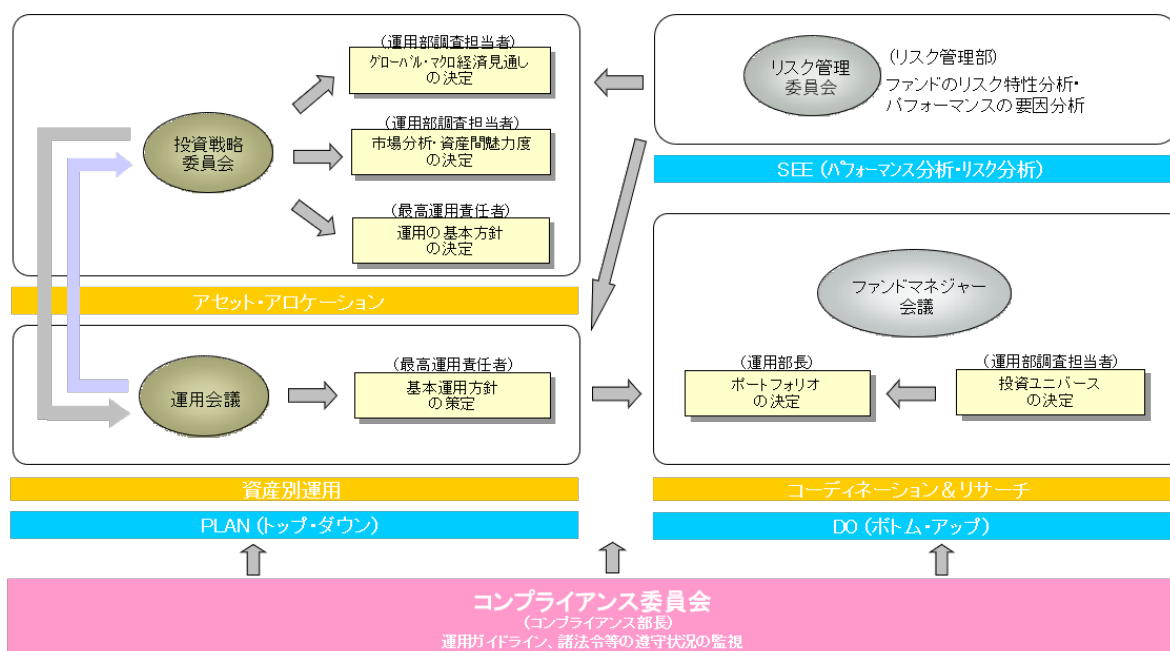 (運用部調査担当者)
グローバル・マクロ経済見通し
の決定
投資戦略
委員会
(運用部調査担当者)
市場分析・資産間魅力度
の決定
(最高運用責任者)
運用の基本方針
の決定
アセット・アロケーション
運用会議
(最高運用責任者)
基本運用方針
の策定
資産別運用
PLAN (トップ・ダウン)
リスク管理
委員会
(リスク管理部)
ファンドのリスク特性分析・
パフォーマンスの要因分析
SEE (パフォーマンス分析・リスク分析)
ファンドマネジャー
会議
(運用部長)
ポートフォリオ
の決定
(運用部調査担当者)
投資ユニバース
の決定
コーディネーション&リサーチ
DO (ボトム・アップ)
コンプライアンス委員会
(コンプライアンス部長)
運用ガイドライン、諸法令等の遵守状況の監視